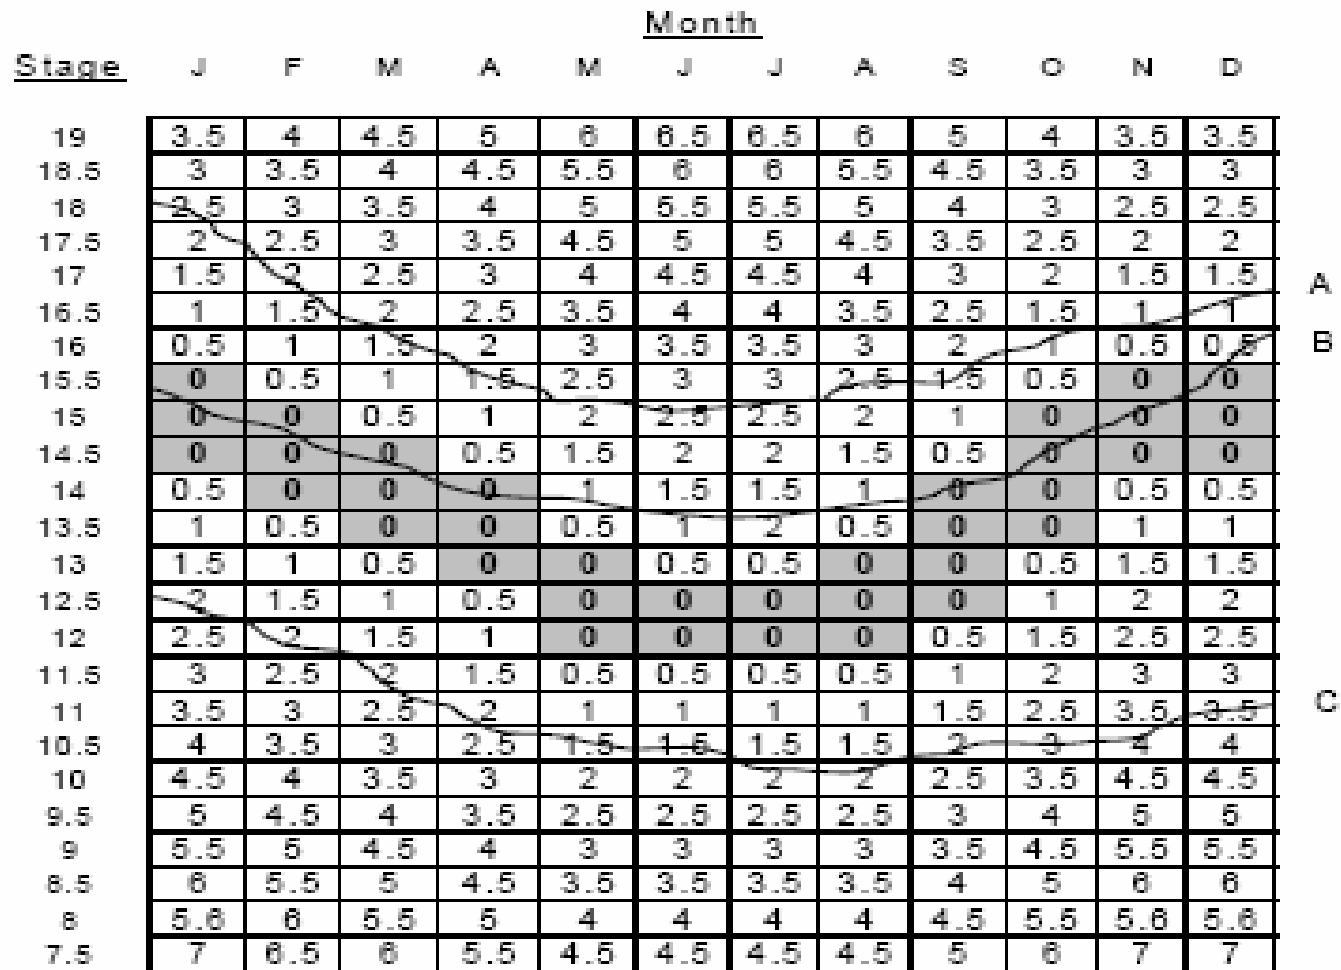 Month
Stage J F M A M J J A S O N D
19 3.5 4 4.5 5 6 6.5 6.5 6 5 4 3.5 3.5
18.5 3 3.5 4 4.5 5.5 6 6 5.5 4.5 3.5 3 3
18 2.5 3 3.5 4 5 5.5 5.5 5 4 3 2.5 2.5
17.5 2 2.5 3 3.5 4.5 5 5 4.5 3.5 2.5 2 2
17 1.5 2 2.5 3 4 4.5 4.5 4 3 2 1.5 1.5
A
16.5 1 1.5 2 2.5 3.5 4 4 3.5 2.5 1.5 1 1
16 0.5 1 1.5 2 3 3.5 3.5 3 2 1 0.5 0.5 B
15.5 0 0.5 1 1.5 2.5 3 3 2.5 1.5 0.5 0 0
15 0 0 0.5 1 2 2.5 2.5 2 1 0 0 0
14.5 0 0 0 0.5 1.5 2 2 1.5 0.5 0 0 0
14 0.5 0 0 0 1 1.5 1.5 1 0 0 0.5 0.5
13.5 1 0.5 0 0 0.5 1 2 0.5 0 0 1 1
13 1.5 1 0.5 0 0 0.5 0.5 0 0 0.5 1.5 1.5
12.5 2 1.5 1 0.5 0 0 0 0 0 1 2 2
12 2.5 2 1.5 1 0 0 0 0 0.5 1.5 2.5 2.5
11.5 3 2.5 2 1.5 0.5 0.5 0.5 0.5 1 2 3 3
11 3.5 3 2.5 2 1 1 1 1 1.5 2.5 3.5 3.5 C
10.5 4 3.5 3 2.5 1.5 1.5 1.5 1.5 2 3 4 4
10 4.5 4 3.5 3 2 2 2 2 2.5 3.5 4.5 4.5
9.5 5 4.5 4 3.5 2.5 2.5 2.5 2.5 3 4 5 5
9 5.5 5 4.5 4 3 3 3 3 3.5 4.5 5.5 5.5
8.5 6 5.5 5 4.5 3.5 3.5 3.5 3.5 4 5 6 6
8 5.6 6 5.5 5 4 4 4 4 4.5 5.5 5.6 5.6
7.5 7 6.5 6 5.5 4.5 4.5 4.5 4.5 5 6 7 7